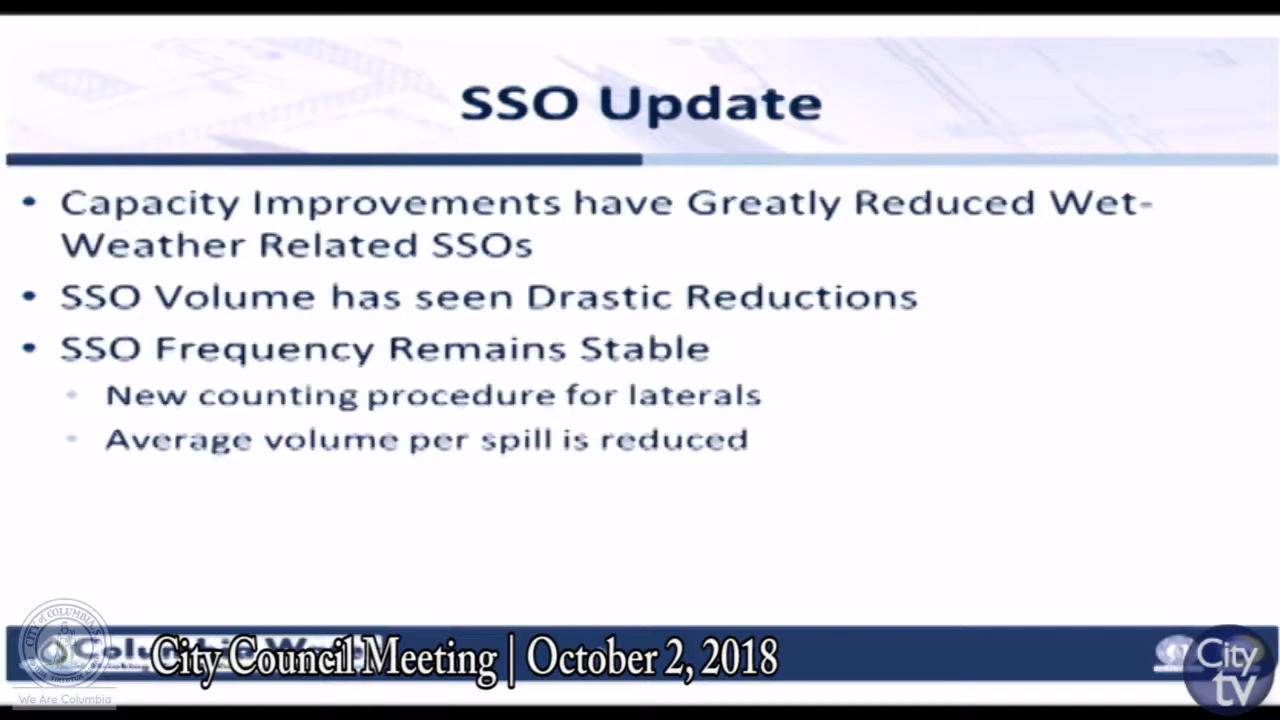 SSO Update
• Capacity Improvements have Greatly Reduced Wet-
Weather Related SSOs
• SSO Volume has seen Drastic Reductions
• SSO Frequency Remains Stable
• New counting procedure for laterals
• Average volume per spill is reduced
City Council Meeting | October 2, 2018
We Are Columbia
City
tv